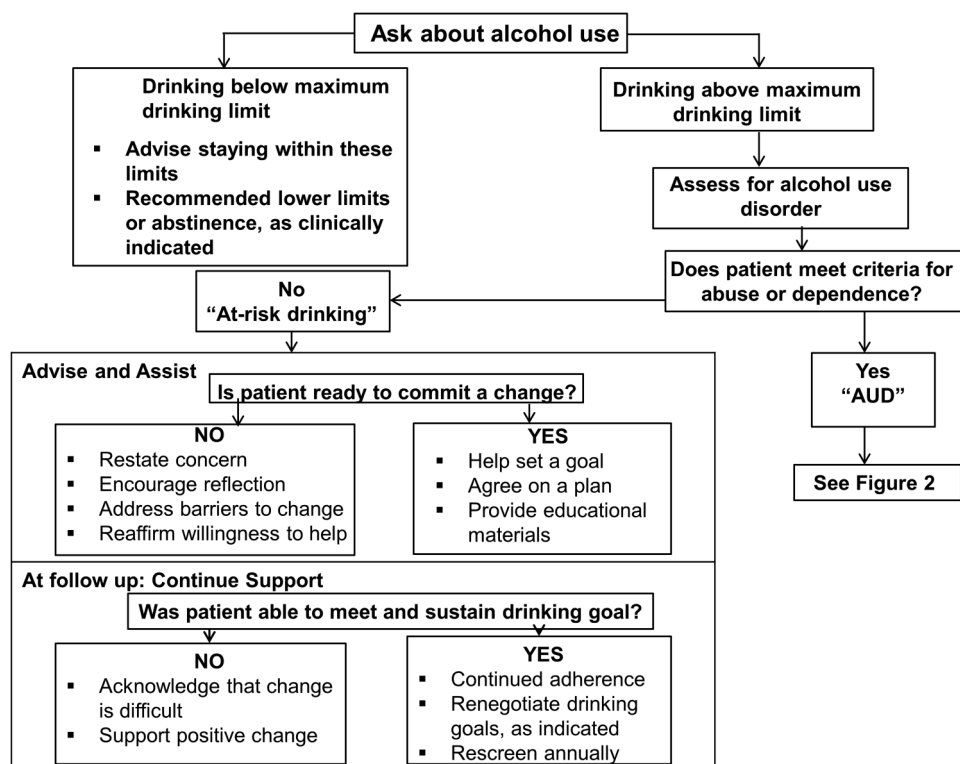 Ask about alcohol use
Drinking below maximum
drinking limit
▪ Advise staying within these
limits
▪ Recommended lower limits
or abstinence, as clinically
indicated
Drinking above maximum
drinking limit
Assess for alcohol use
disorder
Does patient meet criteria for
abuse or dependence?
No
“At-risk drinking”
Yes
“AUD”
See Figure 2
Advise and Assist
Is patient ready to commit a change?
NO
▪ Restate concern
▪ Encourage reflection
▪ Address barriers to change
▪ Reaffirm willingness to help
YES
▪ Help set a goal
▪ Agree on a plan
▪ Provide educational
materials
At follow up: Continue Support
Was patient able to meet and sustain drinking goal?
NO
▪ Acknowledge that change
is difficult
▪ Support positive change
YES
▪ Continued adherence
▪ Renegotiate drinking
goals, as indicated
▪ Rescreen annually